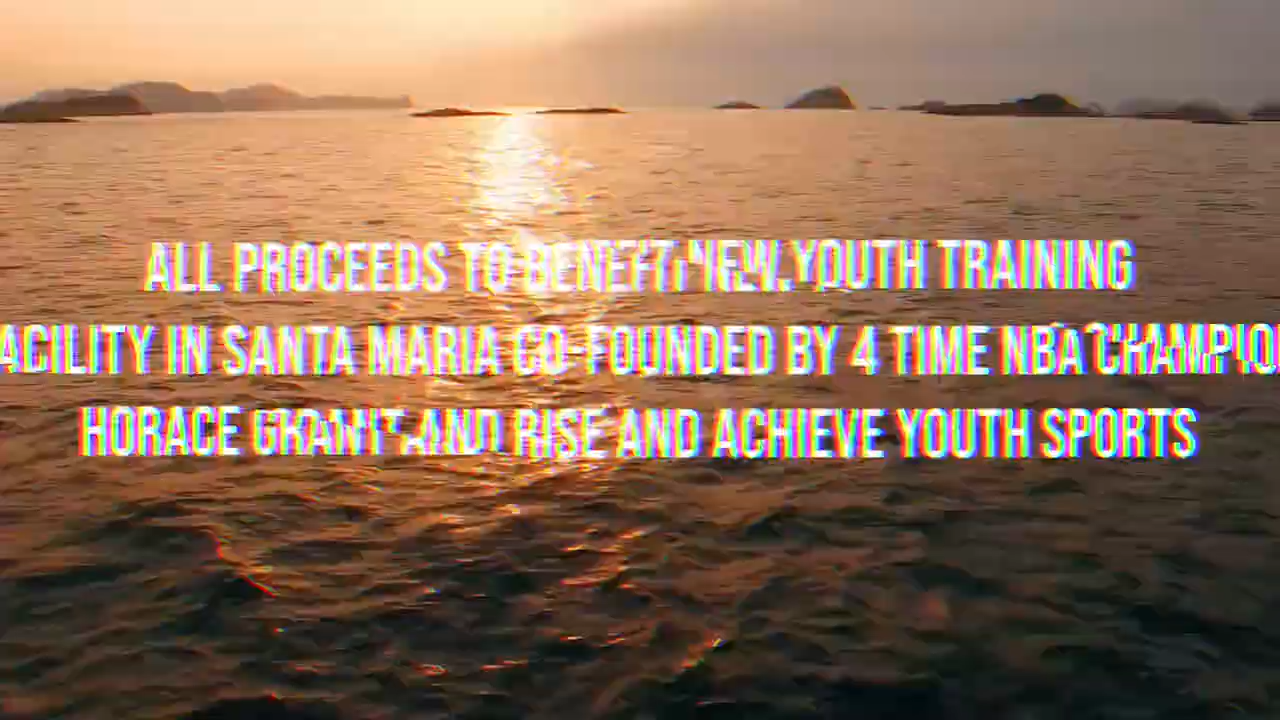 ALL PROCEEDS TO BENEFIT NEW YOUTH TRAINING
ACILITY IN SANTA MARIA CO-FOUNDED BY 4 TIME NBA CHAMPIO
HORACE GRANT AND RISE AND ACHIEVE YOUTH SPORTS